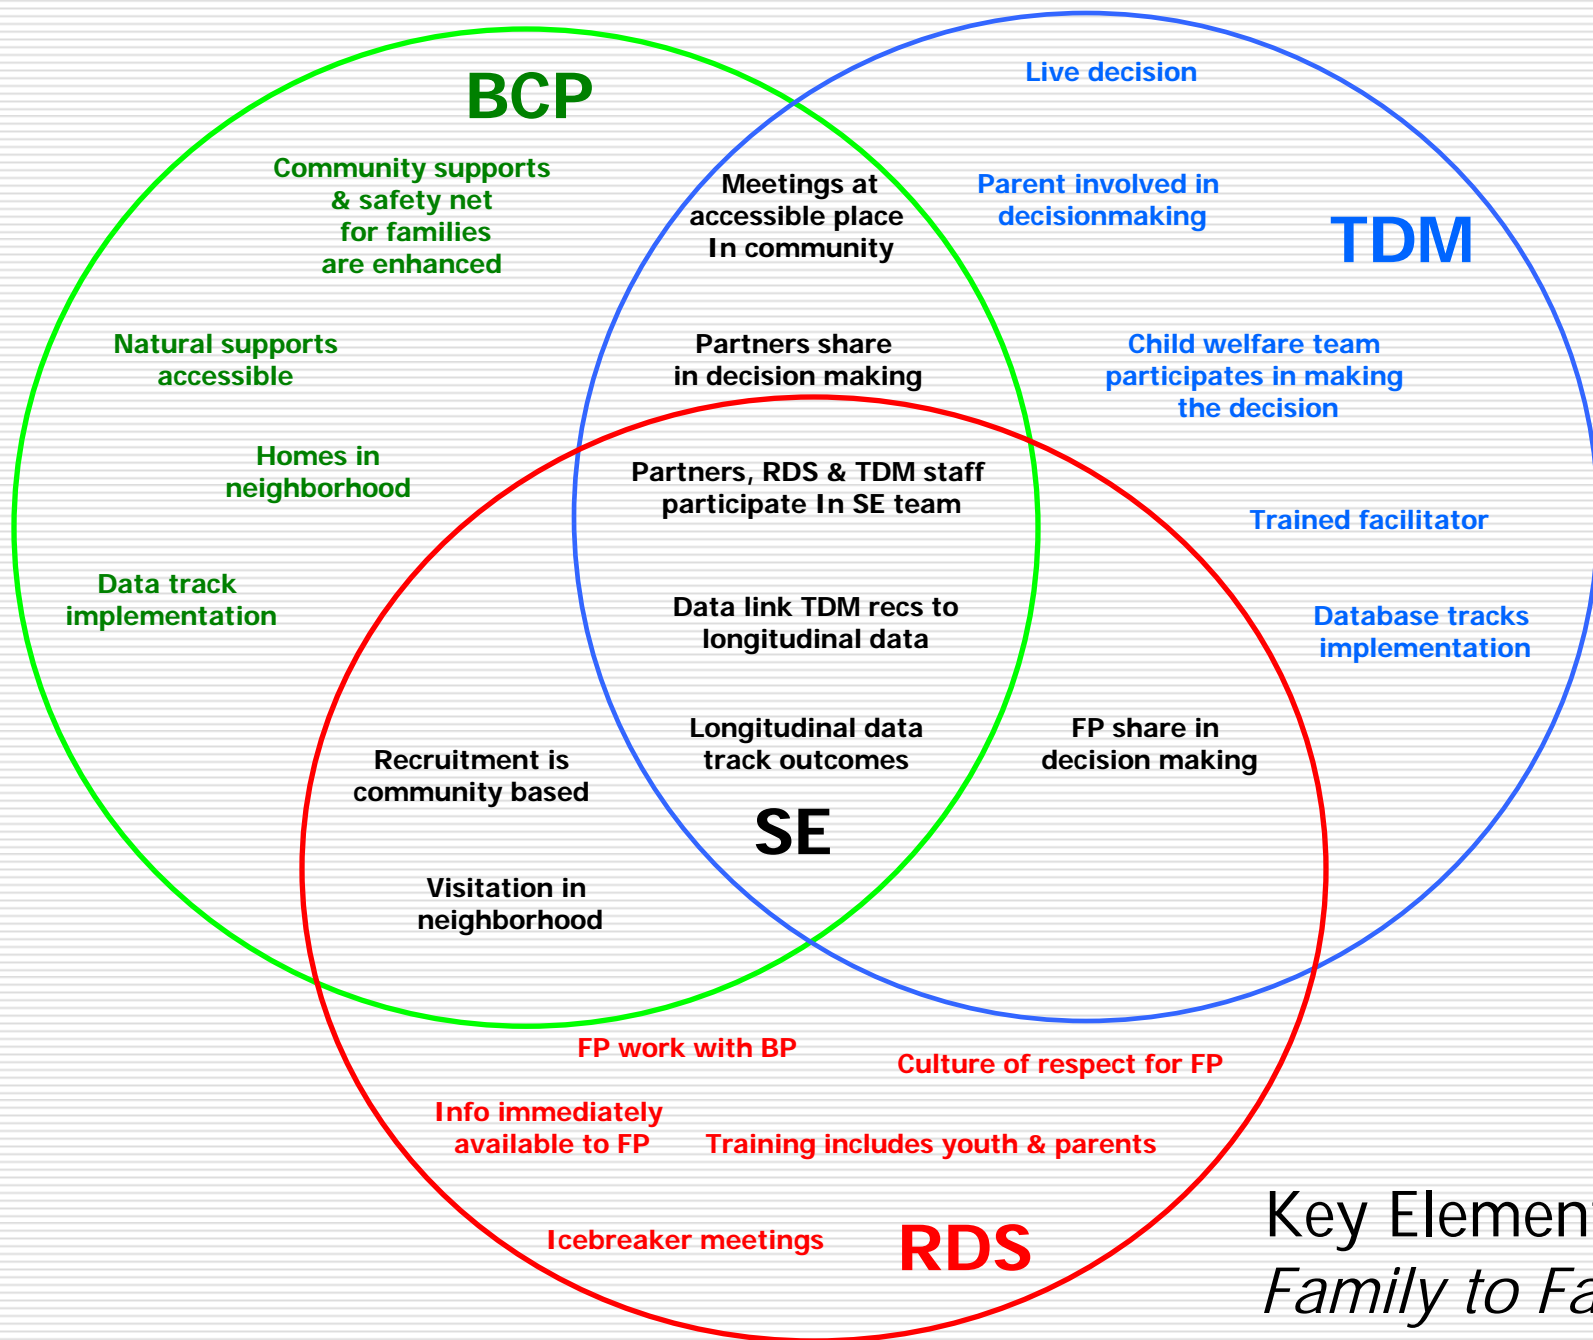 BCP
Community supports
& safety net
for families
are enhanced
Natural supports
accessible
Homes in
neighborhood
Data track
implementation
Meetings at
accessible place
In community
Partners share
in decision making
Live decision
Parent involved in
decisionmaking
TDM
Child welfare team
participates in making
the decision
Trained facilitator
Database tracks
implementation
Partners, RDS & TDM staff
participate In SE team
Data link TDM recs to
longitudinal data
Longitudinal data
track outcomes
SE
Recruitment is
community based
Visitation in
neighborhood
FP share in
decision making
FP work with BP
Culture of respect for FP
Info immediately
available to FP
Training includes youth & parents
Icebreaker meetings
RDS
Key Element
Family to Fa